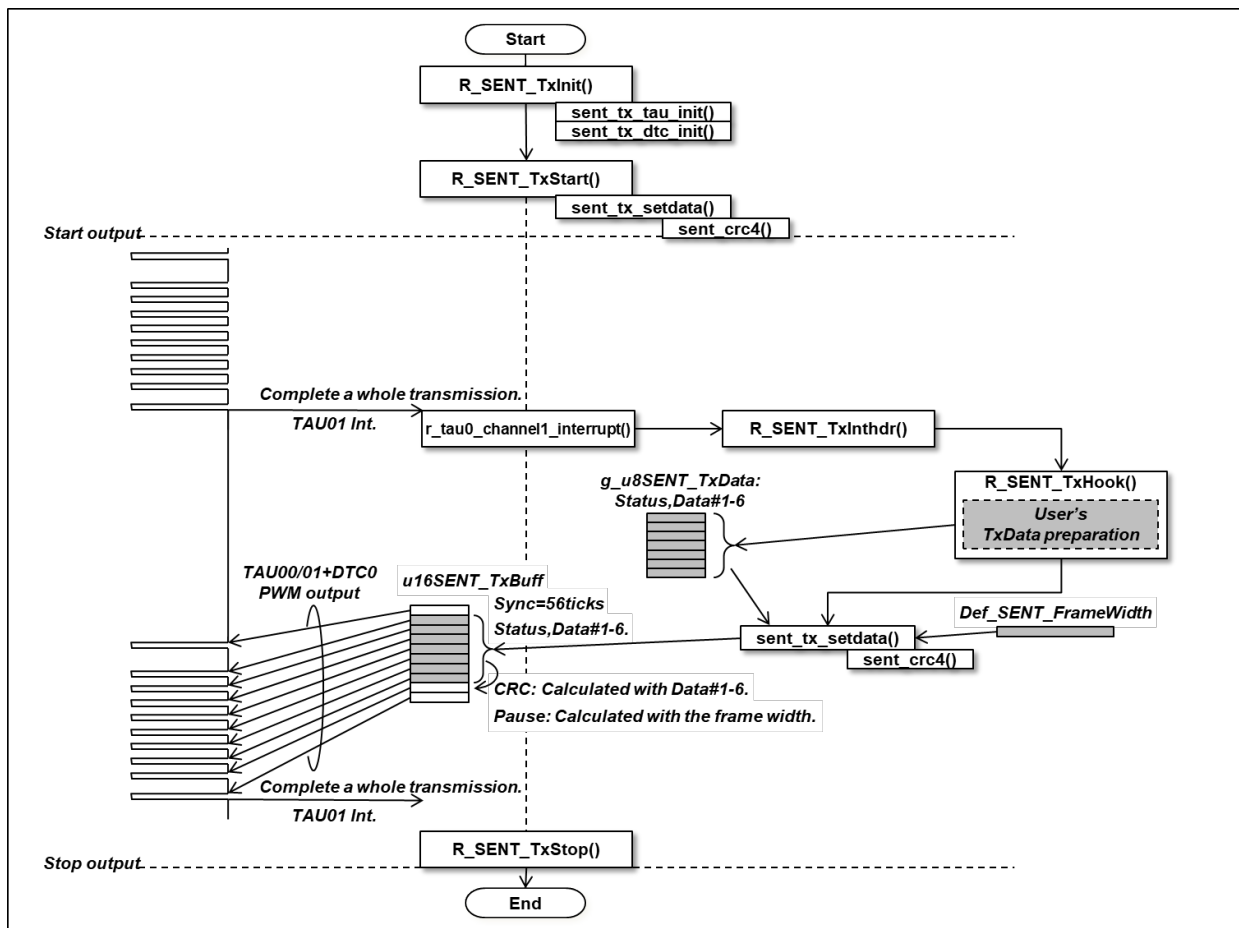 Start
R_SENT_TxInit()
sent_tx_tau_init()
sent_tx_dtc_init()
R_SENT_TxStart()
sent_tx_setdata()
sent_crc4()
Start output
Complete a whole transmission.
TAU01 Int.
r_tau0_channel1_interrupt()
R_SENT_TxInthdr()
R_SENT_TxHook()
User's
TxData preparation
g_u8SENT_TxData:
Status,Data#1-6
TAU00/01+DTC0
PWM output
u16SENT_TxBuff
Sync=56ticks
Status,Data#1-6.
Def_SENT_FrameWidth
sent_tx_setdata()
sent_crc4()
CRC: Calculated with Data#1-6.
Pause: Calculated with the frame width.
Complete a whole transmission.
TAU01 Int.
R_SENT_TxStop()
Stop output
End